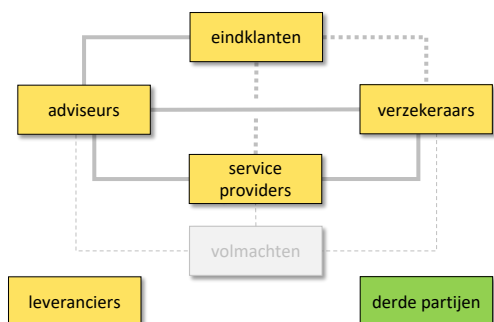 eindklanten
adviseurs
verzekeraars
service
providers
volmachten
leveranciers
derde partijen